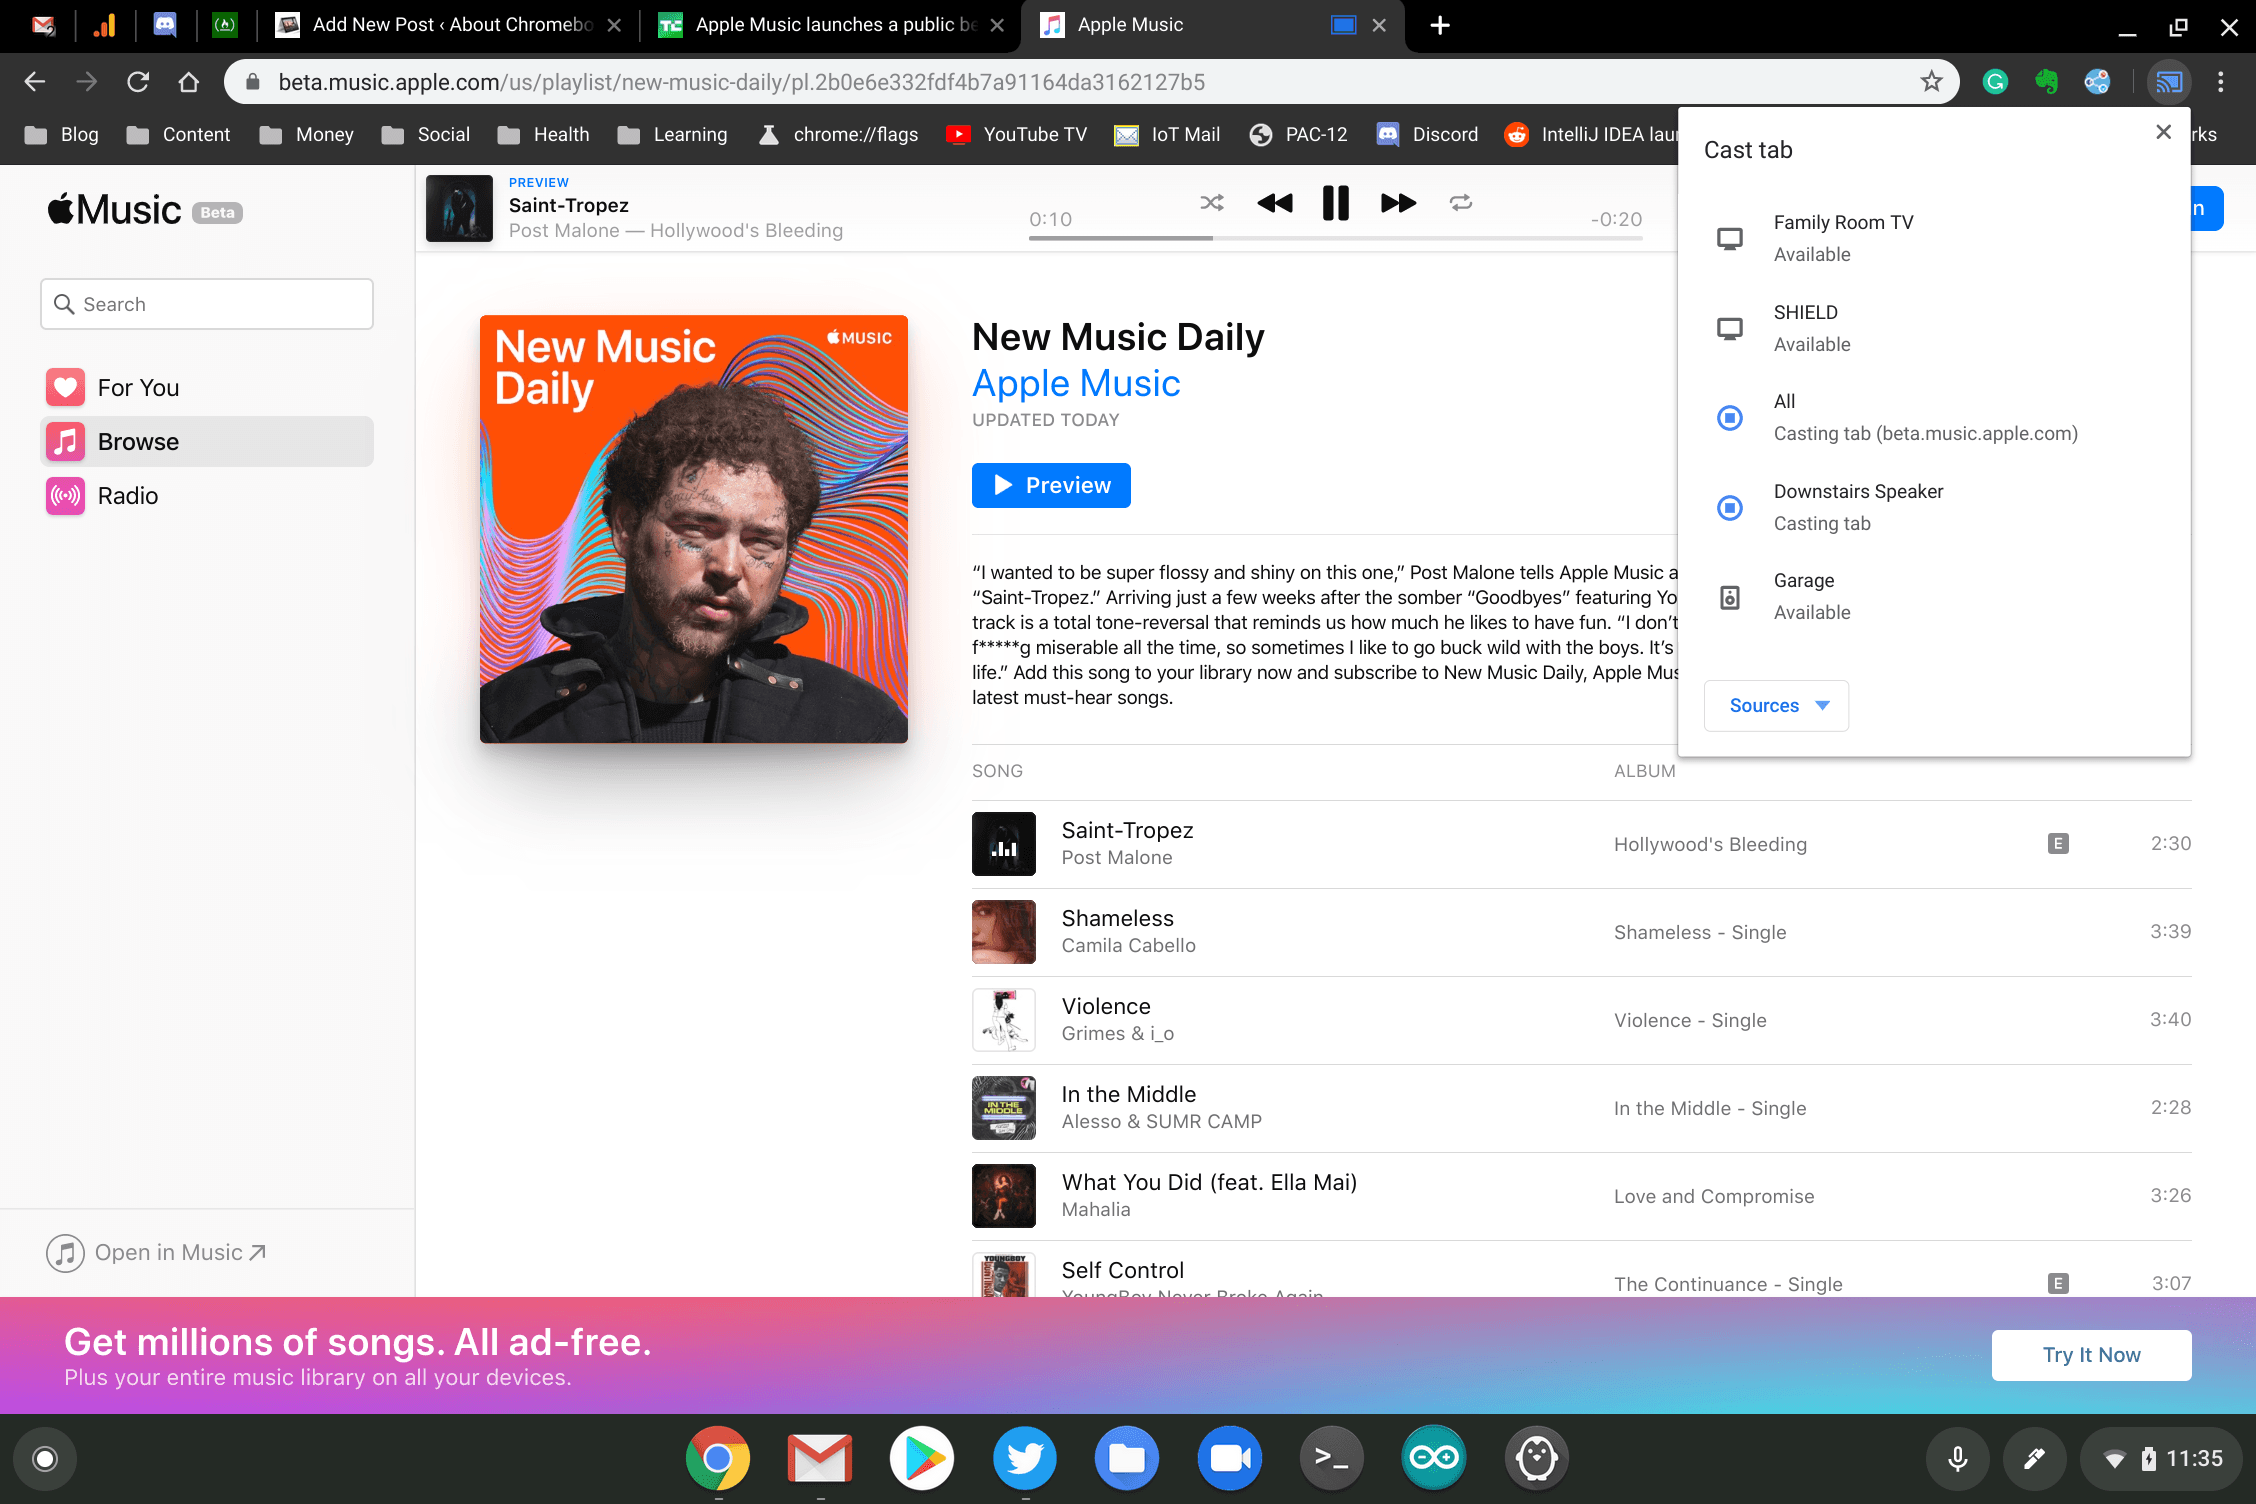 Add New Post ‹ About Chromebo
Apple Music launches a public be
Apple Music
beta.music.apple.com/us/playlist/new-music-daily/pl.2b0e6e332fdf4b7a91164da3162127b5
Blog
Content
Money
Social
Health
Learning
chrome://flags
YouTube TV
IoT Mail
PAC-12
Discord
IntelliJ IDEA lau
rks
Music Beta
Search
For You
Browse
Radio
Open in Music
PREVIEW
Saint-Tropez
Post Malone — Hollywood's Bleeding
0:10
-0:20
n
New Music
Daily
MUSIC
New Music Daily
Apple Music
UPDATED TODAY
Preview
“I wanted to be super flossy and shiny on this one,” Post Malone tells Apple Music a
“Saint-Tropez.” Arriving just a few weeks after the somber “Goodbyes” featuring Yo
track is a total tone-reversal that reminds us how much he likes to have fun. “I don’t
f*****g miserable all the time, so sometimes I like to go buck wild with the boys. It’s
life.” Add this song to your library now and subscribe to New Music Daily, Apple Mus
latest must-hear songs.
Cast tab
Family Room TV
Available
SHIELD
Available
All
Casting tab (beta.music.apple.com)
Downstairs Speaker
Casting tab
Garage
Available
Sources
SONG
ALBUM
Saint-Tropez
Post Malone
Hollywood's Bleeding
E
2:30
Shameless
Camila Cabello
Shameless - Single
3:39
Violence
Grimes & i_o
Violence - Single
3:40
IN THE
MIDDLE
In the Middle
Alesso & SUMR CAMP
In the Middle - Single
2:28
What You Did (feat. Ella Mai)
Mahalia
Love and Compromise
3:26
YOUNGBOY
Self Control
YoungBoy Never Broke Again
The Continuance - Single
E
3:07
Get millions of songs. All ad-free.
Plus your entire music library on all your devices.
Try It Now
11:35